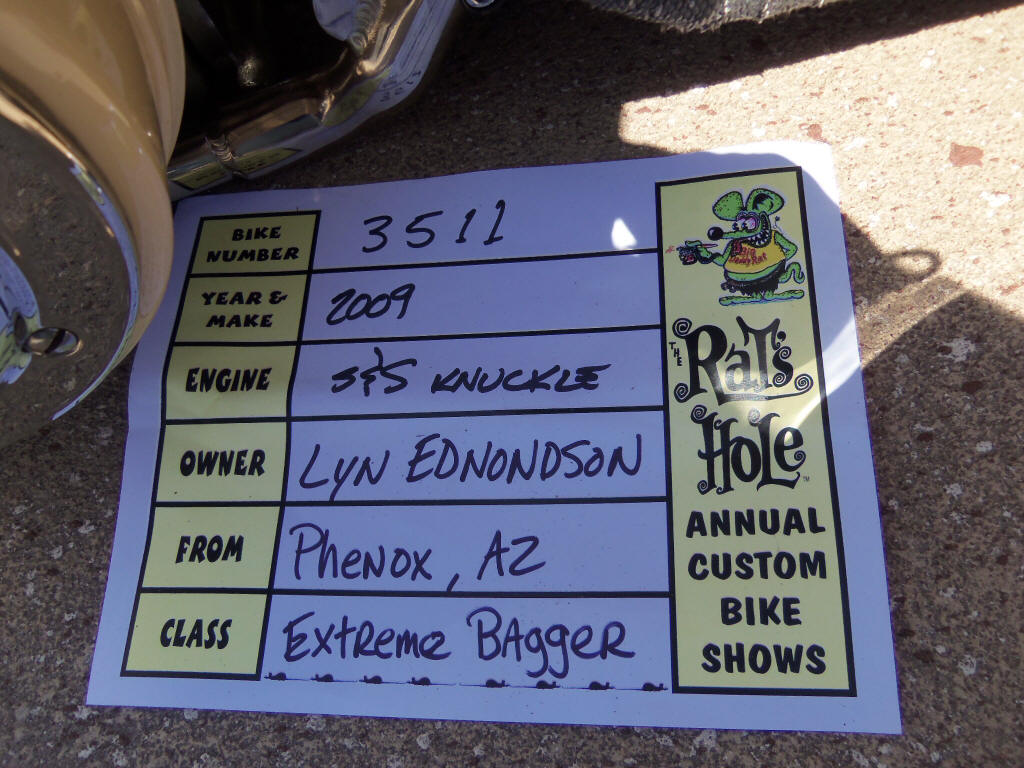 BIKE NUMBER 3511
YEAR & MAKE 2009
ENGINE S&S KNUCKLE
OWNER LYN EDNONDSON
FROM PheNOX, AZ
CLASS ExtReme BAggeR
THE RAT's HOLE TM
ANNUAL
CUSTOM
BIKE
SHOWS